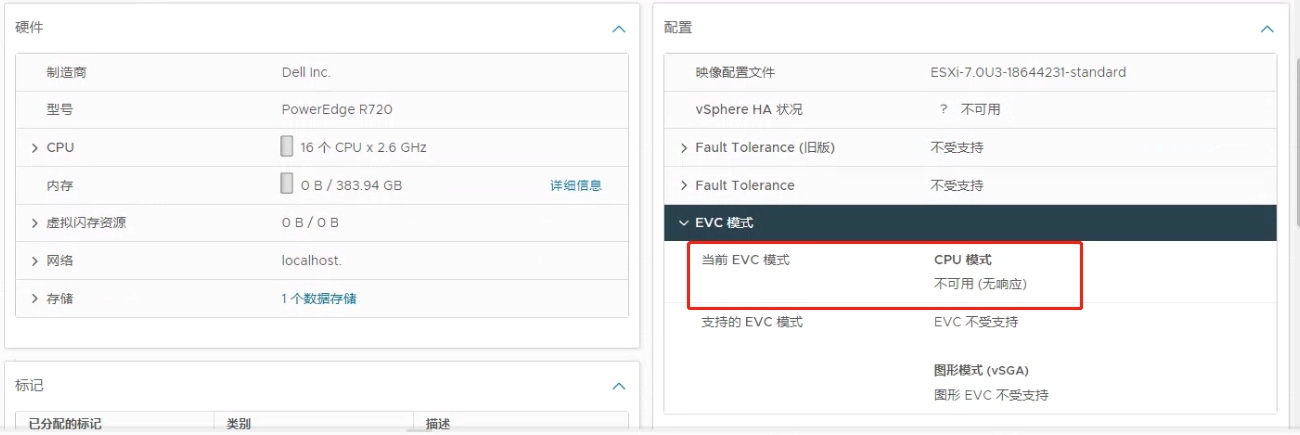 硬件
制造商 Dell Inc.
型号 PowerEdge R720
CPU 16 个 CPU x 2.6 GHz
内存 0 B / 383.94 GB 详细信息
虚拟闪存资源 0 B / 0 B
网络 localhost.
存储 1 个数据存储
标记
已分配的标记 类别 描述
配置
映像配置文件 ESXi-7.0U3-18644231-standard
vSphere HA 状况 ? 不可用
Fault Tolerance (旧版) 不受支持
Fault Tolerance 不受支持
EVC 模式
当前 EVC 模式 CPU 模式
不可用 (无响应)
支持的 EVC 模式 EVC 不受支持
图形模式 (vSGA)
图形 EVC 不受支持